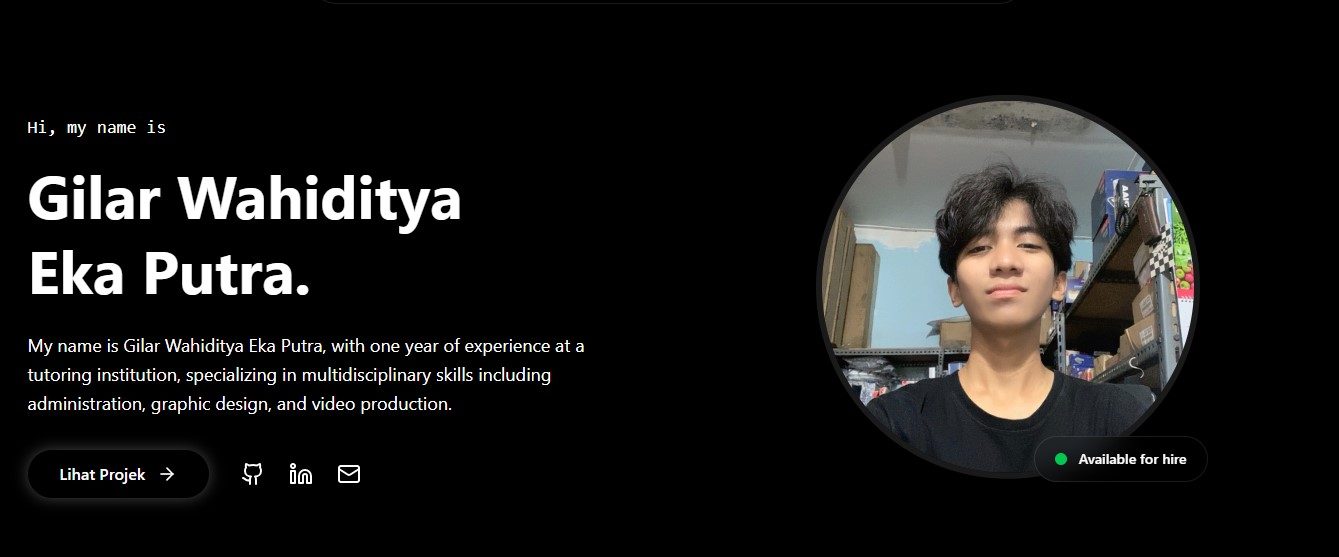 Hi, my name is
Gilar Wahiditya
Eka Putra.
My name is Gilar Wahiditya Eka Putra, with one year of experience at a
tutoring institution, specializing in multidisciplinary skills including
administration, graphic design, and video production.
Lihat Projek
Available for hire